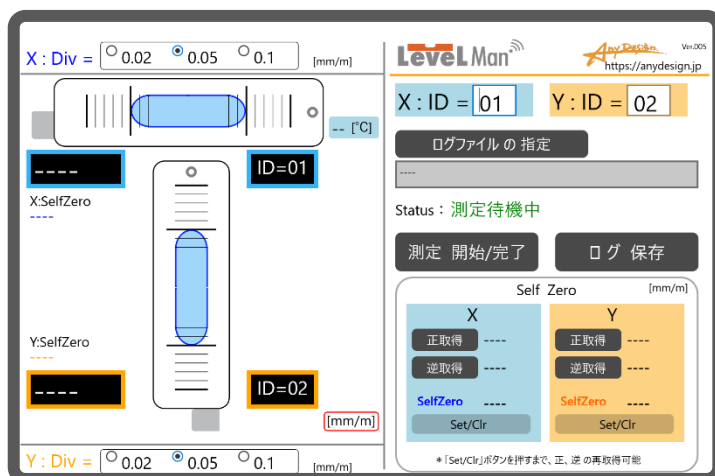 X : Div = 0.02 0.05 0.1 [mm/m]
-- [℃]
---- ID=01
X:SelfZero
----
Y:SelfZero
----
---- ID=02
[mm/m]
Y : Div = 0.02 0.05 0.1 [mm/m]
LeveL Man AnyDesign Ver.005
https://anydesign.jp
X : ID = 01 Y : ID = 02
ログファイル の 指定
----
Status : 測定待機中
測定 開始/完了 ログ 保存
Self Zero [mm/m]
X Y
正取得 ---- 正取得 ----
逆取得 ---- 逆取得 ----
SelfZero ---- SelfZero ----
Set/Clr Set/Clr
*「Set/Clr」ボタンを押すまで、正、逆 の再取得可能